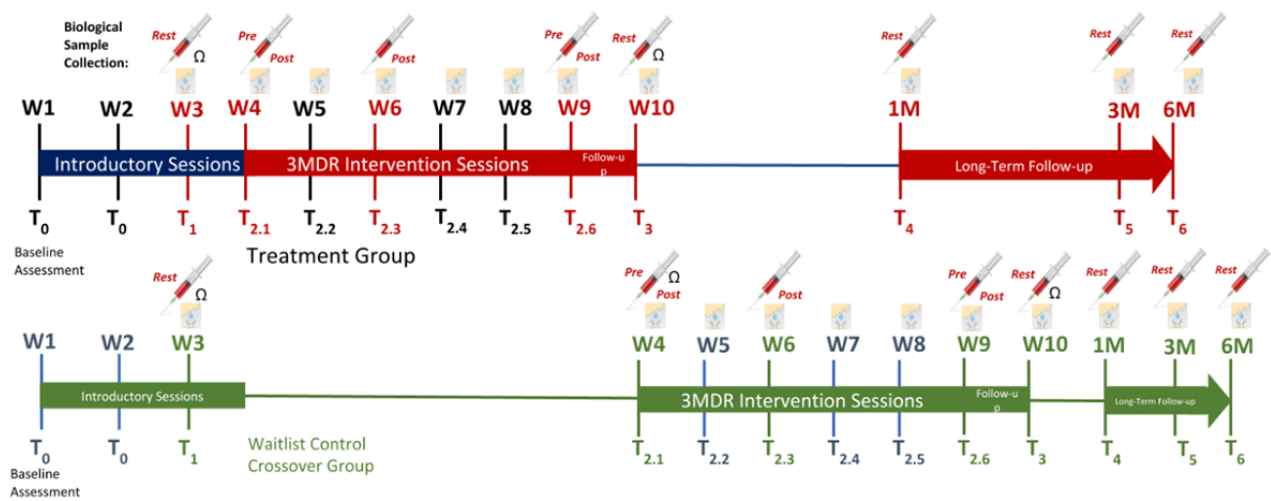 Biological
Sample
Collection:
Rest Ω Pre Post Post Pre Post Rest Ω Rest Rest Rest
W1 W2 W3 W4 W5 W6 W7 W8 W9 W10 1M 3M 6M
Introductory Sessions 3MDR Intervention Sessions Follow-u
p
Long-Term Follow-up
T0 T0 T1 T2.1 T2.2 T2.3 T2.4 T2.5 T2.6 T3 T4 T5 T6
Baseline
Assessment
Treatment Group
Rest Ω Pre Ω Post Post Pre Post Rest Ω Rest Rest Rest
W1 W2 W3 W4 W5 W6 W7 W8 W9 W10 1M 3M 6M
Introductory Sessions 3MDR Intervention Sessions Follow-u
p
Long-Term Follow-up
T0 T0 T1 T2.1 T2.2 T2.3 T2.4 T2.5 T2.6 T3 T4 T5 T6
Baseline
Assessment
Waitlist Control
Crossover Group